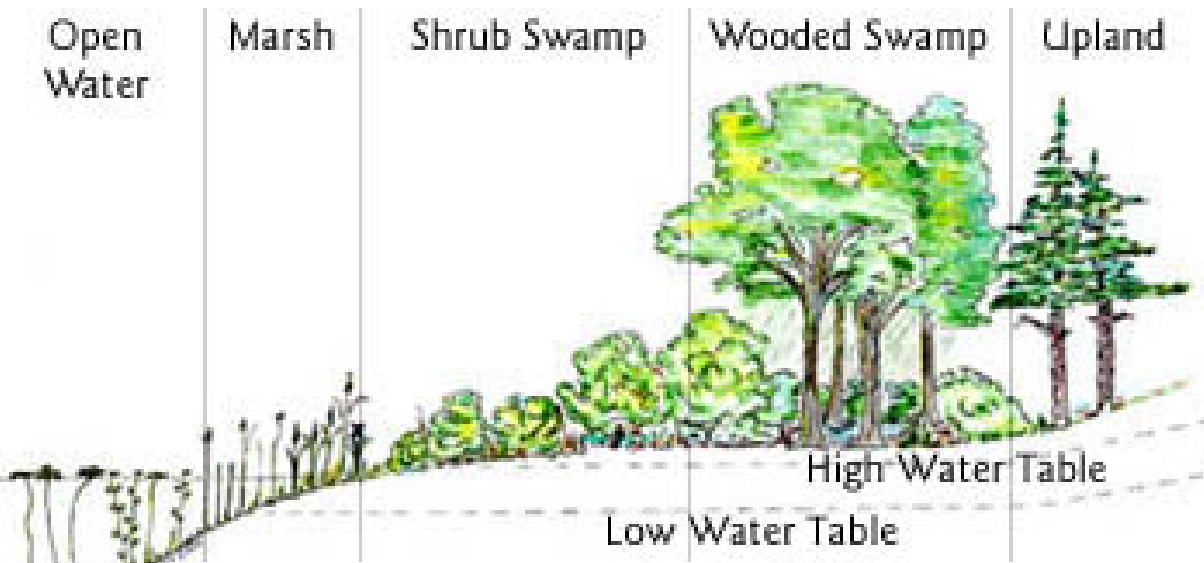 Open
Water
Marsh
Shrub Swamp
Wooded Swamp
Upland
High Water Table
Low Water Table